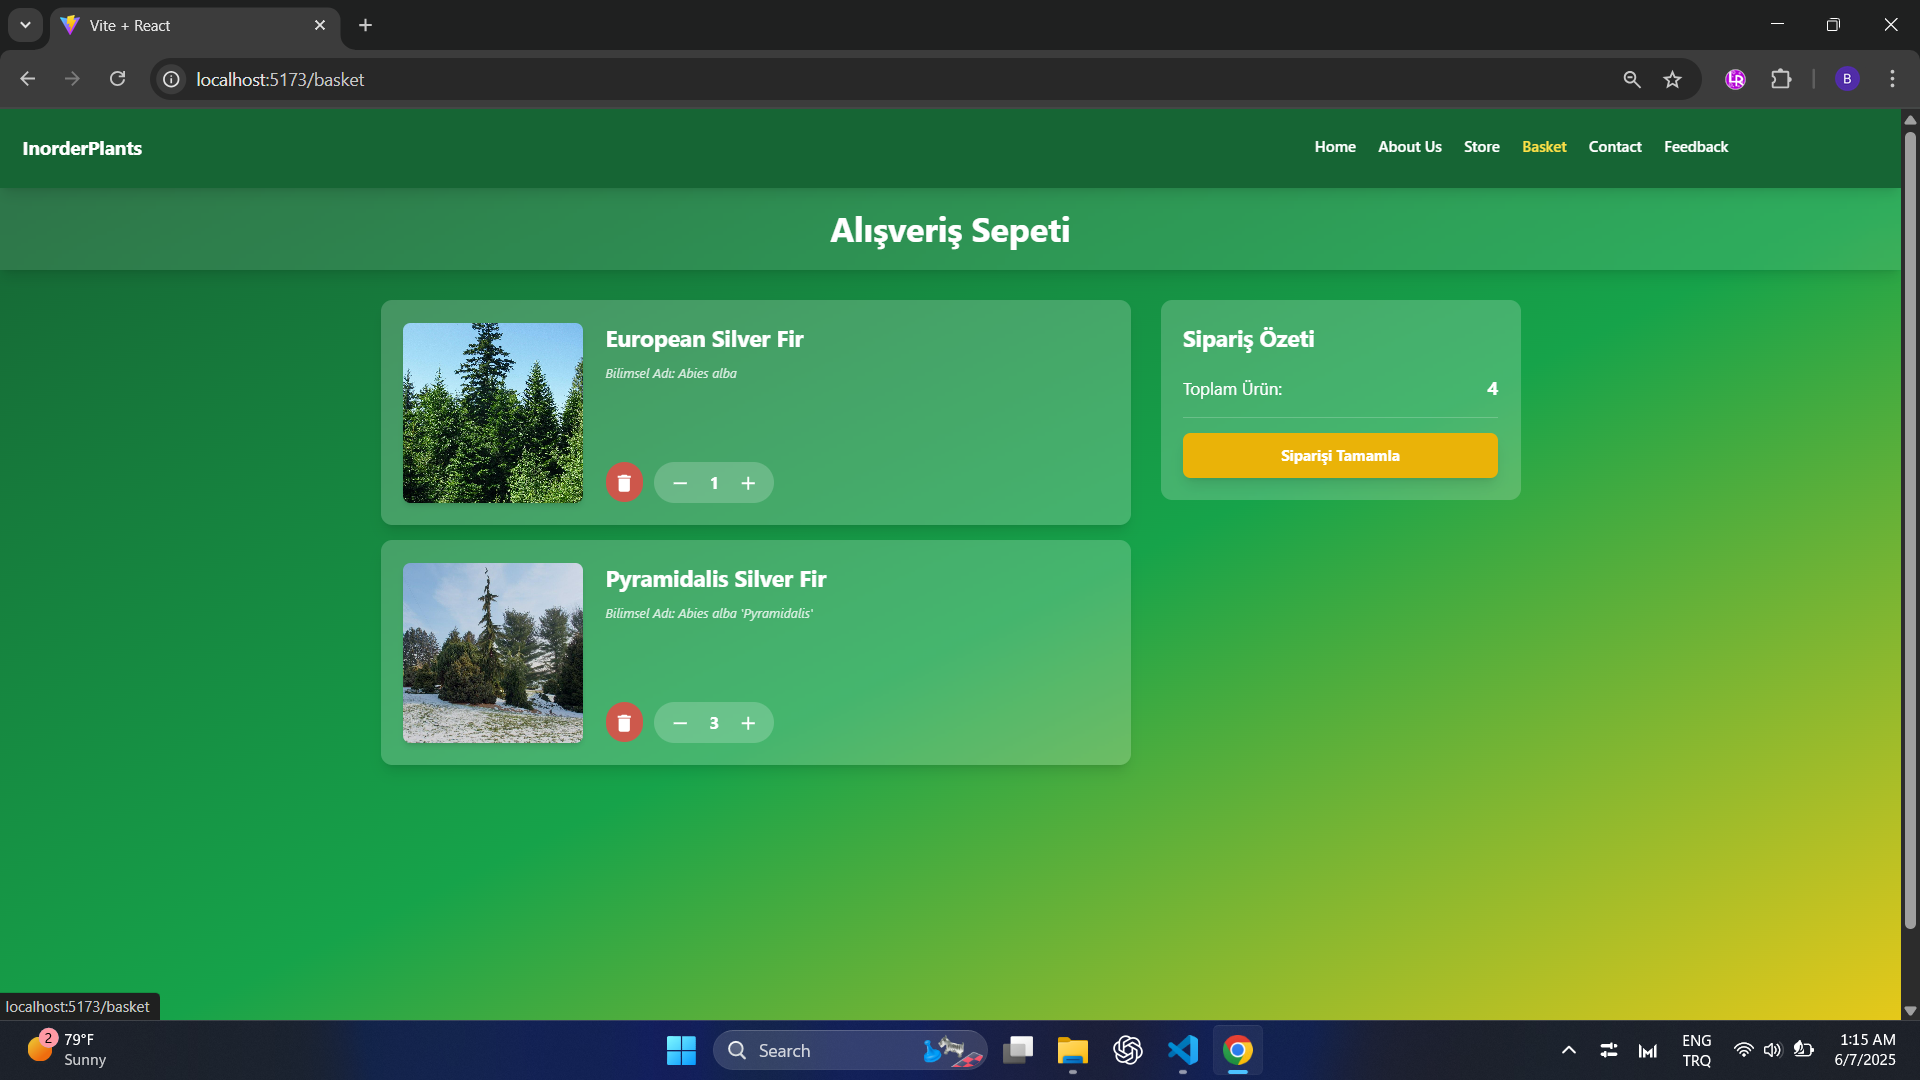 Vite + React
localhost:5173/basket
B
InorderPlants
Home About Us Store Basket Contact Feedback
Alışveriş Sepeti
European Silver Fir
Bilimsel Adı: Abies alba
1
Pyramidalis Silver Fir
Bilimsel Adı: Abies alba 'Pyramidalis'
3
Sipariş Özeti
Toplam Ürün: 4
Siparişi Tamamla
localhost:5173/basket
2
79°F
Sunny
Search
ENG
TRQ
1:15 AM
6/7/2025